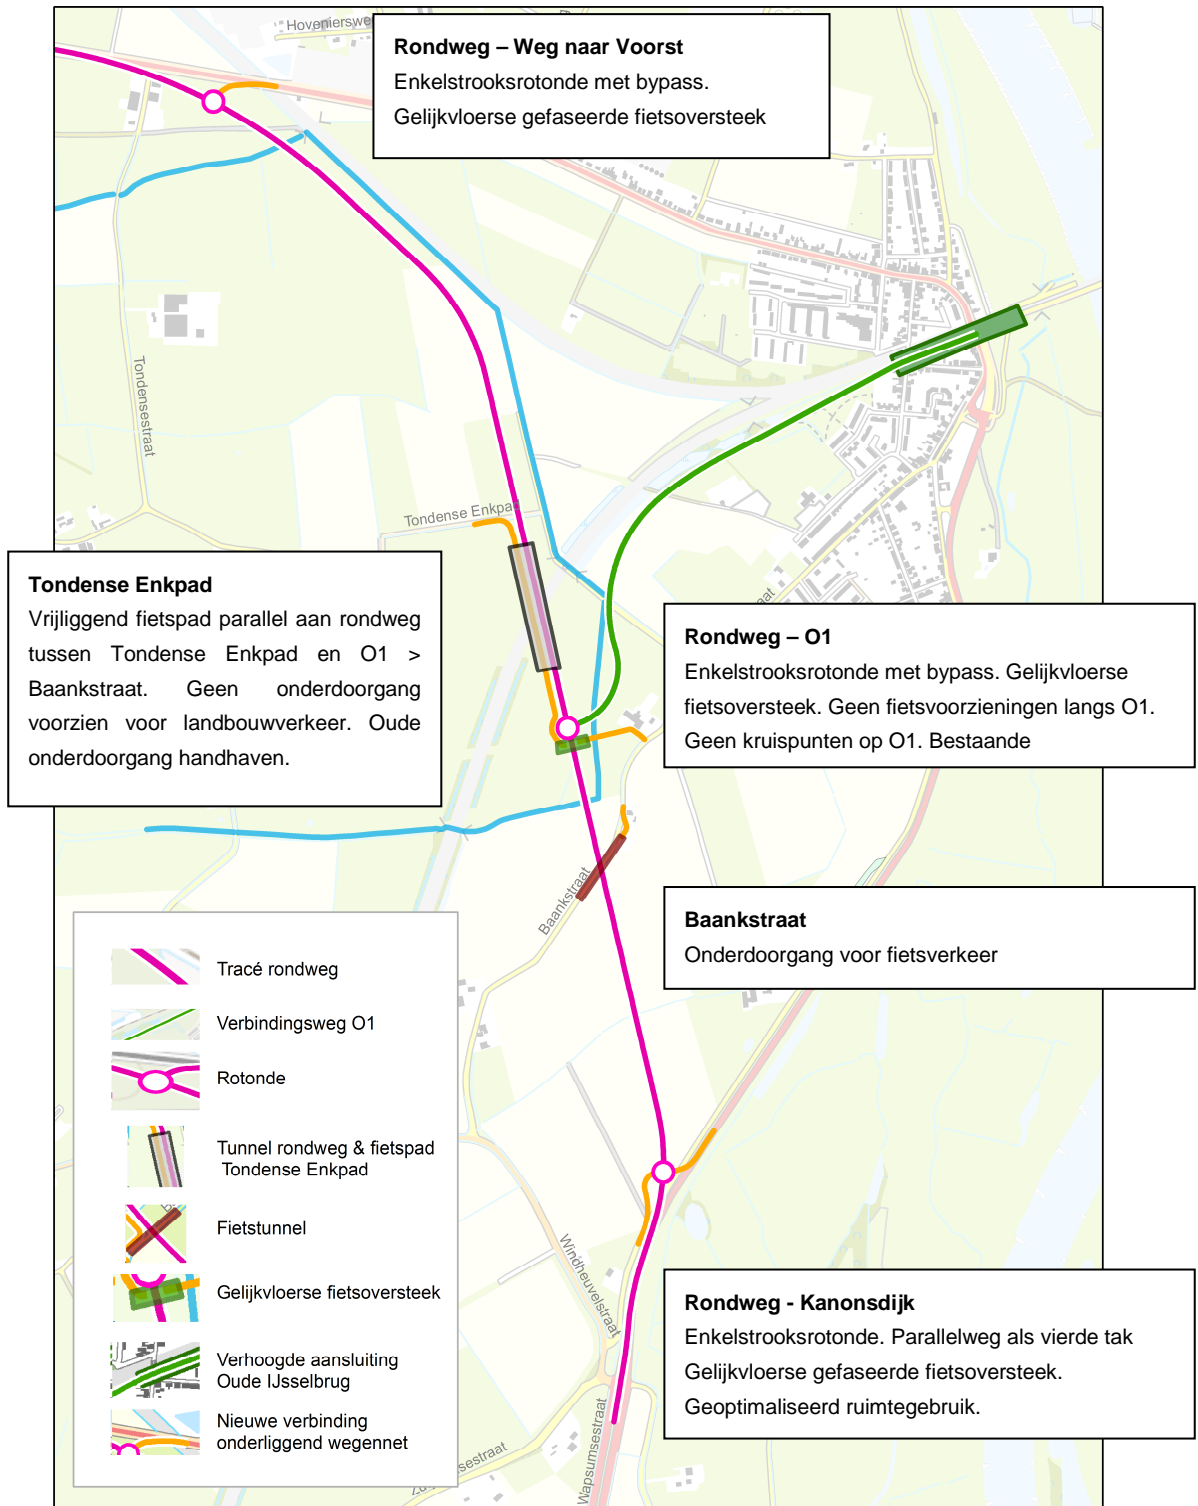 Hoveniersweg
Rondweg – Weg naar Voorst
Enkelstrooksrotonde met bypass.
Gelijkvloerse gefaseerde fietsoversteek
Tondensestraat
Tondense Enkpad
Tondense Enkpad
Vrijliggend fietspad parallel aan rondweg
tussen Tondense Enkpad en O1 >
Baankstraat. Geen onderdoorgang
voorzien voor landbouwverkeer. Oude
onderdoorgang handhaven.
aat
Rondweg – O1
Enkelstrooksrotonde met bypass. Gelijkvloerse
fietsoversteek. Geen fietsvoorzieningen langs O1.
Geen kruispunten op O1. Bestaande
Baankstraat
Baankstraat
Onderdoorgang voor fietsverkeer
Tracé rondweg
Verbindingsweg O1
Rotonde
Tunnel rondweg & fietspad
Tondense Enkpad
Fietstunnel
Gelijkvloerse fietsoversteek
Verhoogde aansluiting
Oude IJsselbrug
Nieuwe verbinding
onderliggend wegennet
Windheuvelstraat
Rondweg - Kanonsdijk
Enkelstrooksrotonde. Parallelweg als vierde tak
Gelijkvloerse gefaseerde fietsoversteek.
Geoptimaliseerd ruimtegebruik.
Wapsumsestraat
sestraat